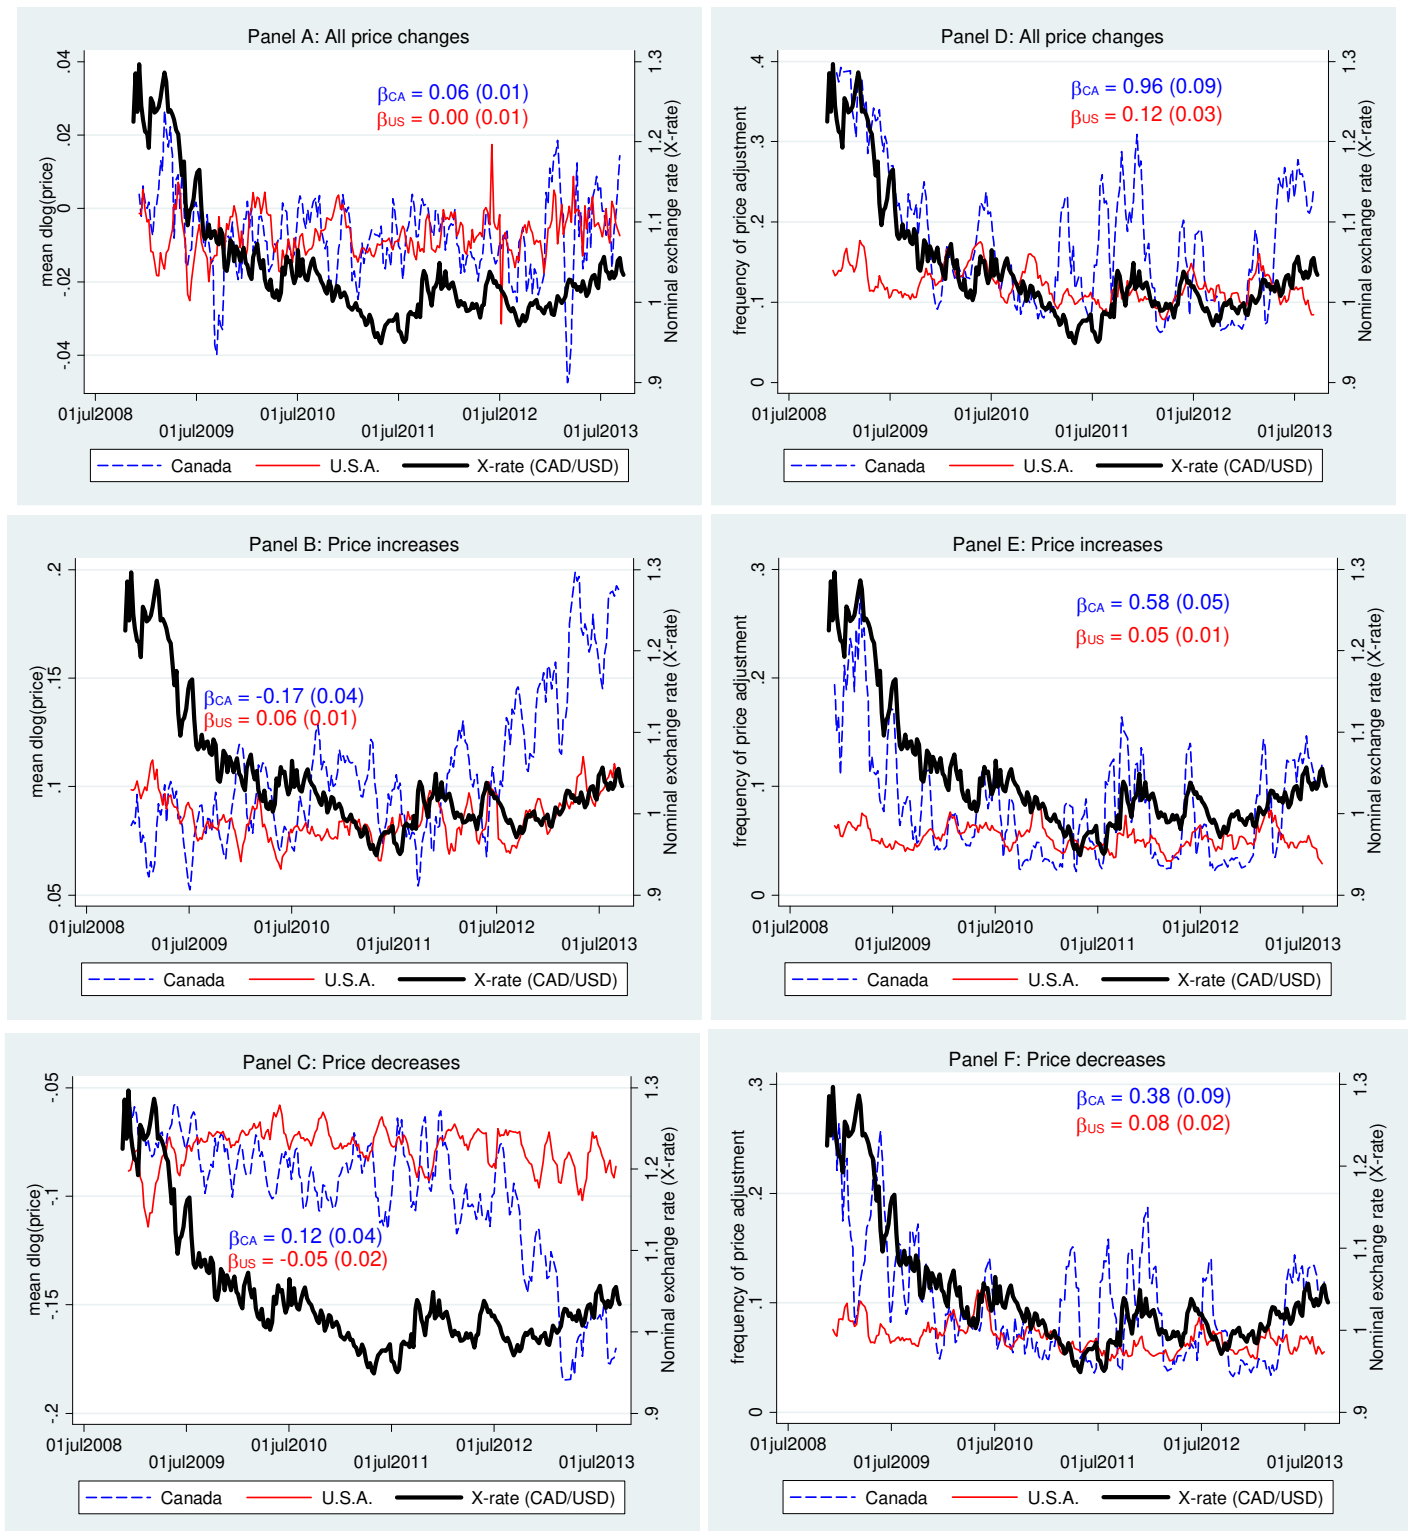 Panel A: All price changes
mean dlog(price)
.04
.02
0
-.02
-.04
βCA = 0.06 (0.01)
βUS = 0.00 (0.01)
1.3
1.2
1.1
1
.9
Nominal exchange rate (X-rate)
01jul2008
01jul2009
01jul2010
01jul2011
01jul2012
01jul2013
Canada U.S.A. X-rate (CAD/USD)
Panel D: All price changes
frequency of price adjustment
.4
.3
.2
.1
0
βCA = 0.96 (0.09)
βUS = 0.12 (0.03)
1.3
1.2
1.1
1
.9
Nominal exchange rate (X-rate)
01jul2008
01jul2009
01jul2010
01jul2011
01jul2012
01jul2013
Canada U.S.A. X-rate (CAD/USD)
Panel B: Price increases
mean dlog(price)
.2
.15
.1
.05
βCA = -0.17 (0.04)
βUS = 0.06 (0.01)
1.3
1.2
1.1
1
.9
Nominal exchange rate (X-rate)
01jul2008
01jul2009
01jul2010
01jul2011
01jul2012
01jul2013
Canada U.S.A. X-rate (CAD/USD)
Panel E: Price increases
frequency of price adjustment
.3
.2
.1
0
βCA = 0.58 (0.05)
βUS = 0.05 (0.01)
1.3
1.2
1.1
1
.9
Nominal exchange rate (X-rate)
01jul2008
01jul2009
01jul2010
01jul2011
01jul2012
01jul2013
Canada U.S.A. X-rate (CAD/USD)
Panel C: Price decreases
mean dlog(price)
-.05
-.1
-.15
-.2
βCA = 0.12 (0.04)
βUS = -0.05 (0.02)
1.3
1.2
1.1
1
.9
Nominal exchange rate (X-rate)
01jul2008
01jul2009
01jul2010
01jul2011
01jul2012
01jul2013
Canada U.S.A. X-rate (CAD/USD)
Panel F: Price decreases
frequency of price adjustment
.3
.2
.1
0
βCA = 0.38 (0.09)
βUS = 0.08 (0.02)
1.3
1.2
1.1
1
.9
Nominal exchange rate (X-rate)
01jul2008
01jul2009
01jul2010
01jul2011
01jul2012
01jul2013
Canada U.S.A. X-rate (CAD/USD)